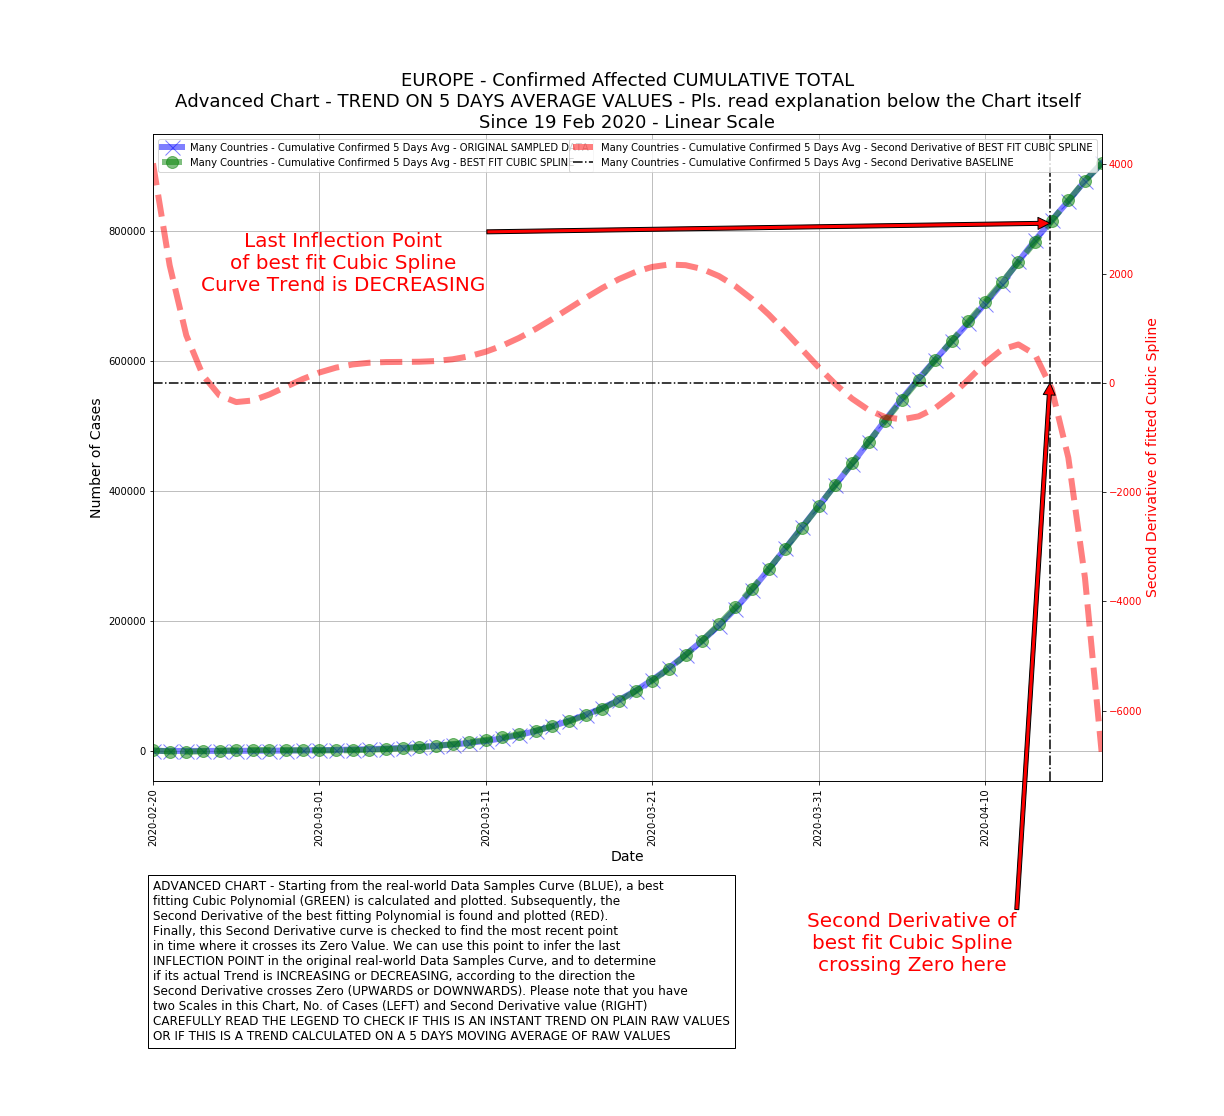 EUROPE - Confirmed Affected CUMULATIVE TOTAL
Advanced Chart - TREND ON 5 DAYS AVERAGE VALUES - Pls. read explanation below the Chart itself
Since 19 Feb 2020 - Linear Scale
Many Countries - Cumulative Confirmed 5 Days Avg - ORIGINAL SAMPLED DATA
Many Countries - Cumulative Confirmed 5 Days Avg - BEST FIT CUBIC SPLIN
Many Countries - Cumulative Confirmed 5 Days Avg - Second Derivative of BEST FIT CUBIC SPLINE
Many Countries - Cumulative Confirmed 5 Days Avg - Second Derivative BASELINE
Last Inflection Point
of best fit Cubic Spline
Curve Trend is DECREASING
Number of Cases
800000
600000
400000
200000
0
4000
2000
0
−2000
−4000
−6000
Second Derivative of fitted Cubic Spline
2020-02-20
2020-03-01
2020-03-11
2020-03-21
2020-03-31
2020-04-10
Date
Second Derivative of
best fit Cubic Spline
crossing Zero here
ADVANCED CHART - Starting from the real-world Data Samples Curve (BLUE), a best
fitting Cubic Polynomial (GREEN) is calculated and plotted. Subsequently, the
Second Derivative of the best fitting Polynomial is found and plotted (RED).
Finally, this Second Derivative curve is checked to find the most recent point
in time where it crosses its Zero Value. We can use this point to infer the last
INFLECTION POINT in the original real-world Data Samples Curve, and to determine
if its actual Trend is INCREASING or DECREASING, according to the direction the
Second Derivative crosses Zero (UPWARDS or DOWNWARDS). Please note that you have
two Scales in this Chart, No. of Cases (LEFT) and Second Derivative value (RIGHT)
CAREFULLY READ THE LEGEND TO CHECK IF THIS IS AN INSTANT TREND ON PLAIN RAW VALUES
OR IF THIS IS A TREND CALCULATED ON A 5 DAYS MOVING AVERAGE OF RAW VALUES